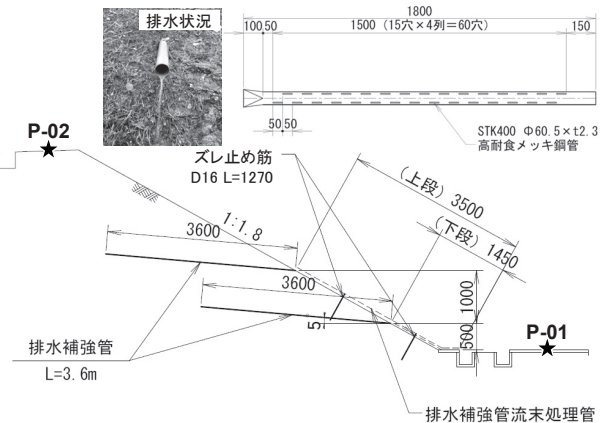 排水状況
1800
100
50
1500 (15穴×4列＝60穴)
150
50
50
STK400 Φ60.5×t2.3
高耐食メッキ鋼管
P-02
ズレ止め筋
D16 L=1270
1:1.8
(上段) 3500
(下段) 1450
3600
3600
1000
500
5
P-01
排水補強管
L=3.6m
排水補強管流末処理管